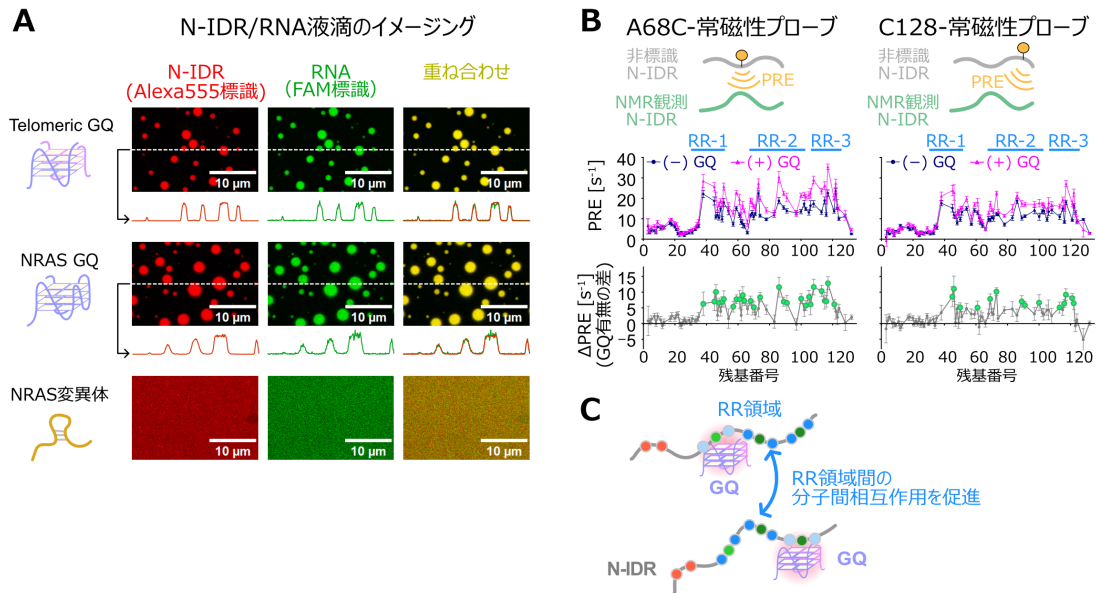 A
N-IDR/RNA液滴のイメージング
N-IDR
(Alexa555標識)
RNA
(FAM標識)
重ね合わせ
Telomeric GQ
10 µm
10 µm
10 µm
NRAS GQ
10 µm
10 µm
10 µm
NRAS変異体
10 µm
10 µm
10 µm
B
A68C-常磁性プローブ
C128-常磁性プローブ
非標識
N-IDR
PRE
NMR観測
N-IDR
非標識
N-IDR
PRE
NMR観測
N-IDR
RR-1
RR-2
RR-3
RR-1
RR-2
RR-3
(−) GQ
(+) GQ
(−) GQ
(+) GQ
PRE [s-1]
40
30
20
10
0
0 20 40 60 80 100 120
0 20 40 60 80 100 120
ΔPRE [s-1]
(GQ有無の差)
15
10
5
0
−5
0 20 40 60 80 100 120
残基番号
0 20 40 60 80 100 120
残基番号
C
RR領域
GQ
RR領域間の
分子間相互作用を促進
N-IDR
GQ